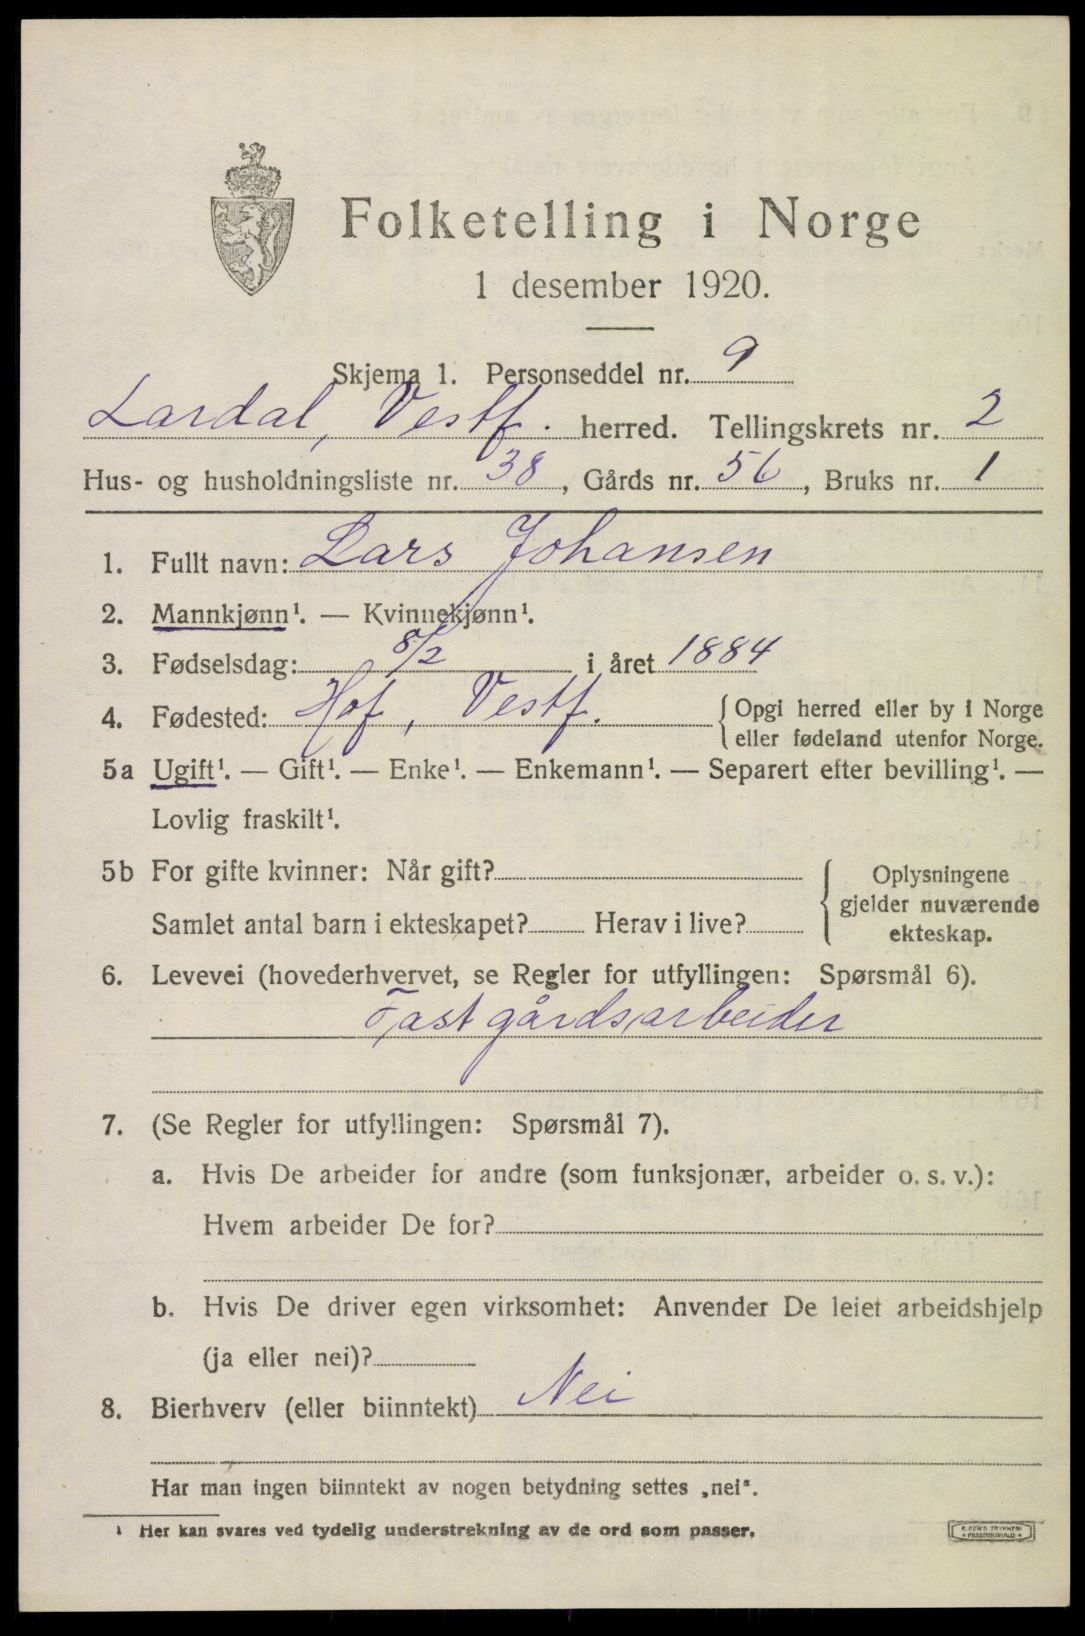 Folketelling i Norge
1 desember 1920.
Skjema 1. Personseddel nr. 9
Lardal, Vestf. herred. Tellingskrets nr. 2
Hus- og husholdningsliste nr. 38, Gårds nr. 56, Bruks nr. 1
1. Fullt navn: Lars Johansen
2. Mannkjønn¹. — Kvinnekjønn¹.
3. Fødselsdag: 8/2 i året 1884
4. Fødested: Hof, Vestf. Opgi herred eller by i Norge
eller fødeland utenfor Norge.
5a Ugift¹. — Gift¹. — Enke¹. — Enkemann¹. — Separert efter bevilling¹. —
Lovlig fraskilt¹.
5b For gifte kvinner: Når gift?
Samlet antal barn i ekteskapet? Herav i live?
Oplysningene
gjelder nuværende
ekteskap.
6. Levevei (hovederhvervet, se Regler for utfyllingen: Spørsmål 6).
Fast gårdsarbeider
7. (Se Regler for utfyllingen: Spørsmål 7).
a. Hvis De arbeider for andre (som funksjonær, arbeider o. s. v.):
Hvem arbeider De for?
b. Hvis De driver egen virksomhet: Anvender De leiet arbeidshjelp
(ja eller nei)?
8. Bierhverv (eller biinntekt) Nei
Har man ingen biinntekt av nogen betydning settes „nei“.
¹ Her kan svares ved tydelig understrekning av de ord som passer.